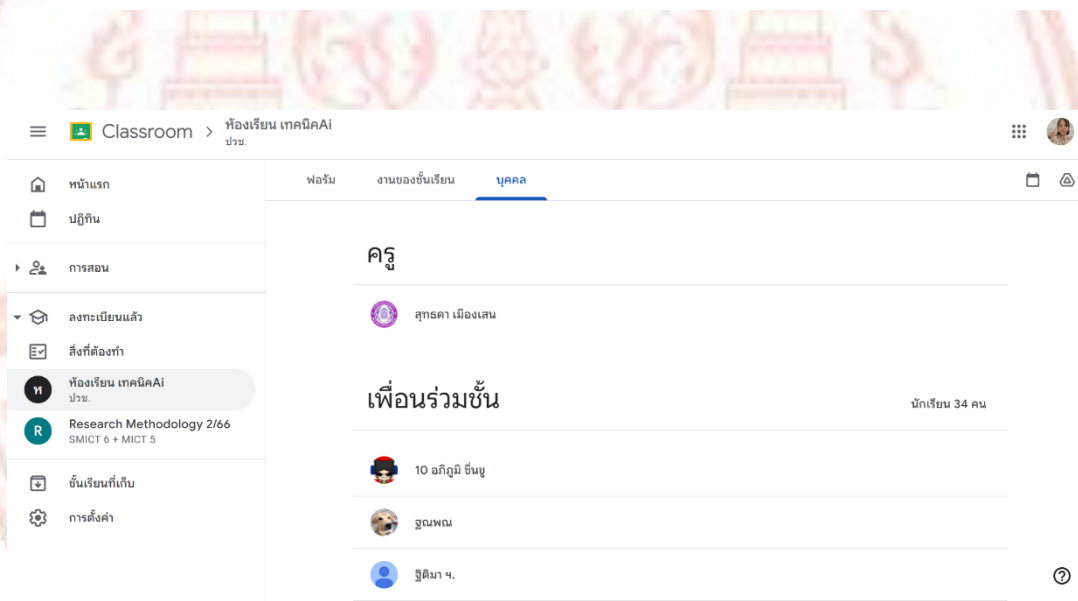 Classroom > ห้องเรียน เทคนิคAi
ปวช.
หน้าแรก
ปฏิทิน
การสอน
ลงทะเบียนแล้ว
สิ่งที่ต้องทำ
ห ห้องเรียน เทคนิคAi
ปวช.
R Research Methodology 2/66
SMICT 6 + MICT 5
ชั้นเรียนที่เก็บ
การตั้งค่า
ฟอรัม งานของชั้นเรียน บุคคล
ครู
สุทธดา เมืองเสน
เพื่อนร่วมชั้น นักเรียน 34 คน
10 อภิภูมิ ชื่นชู
ฐณพณ
ฐิติมา ฯ.